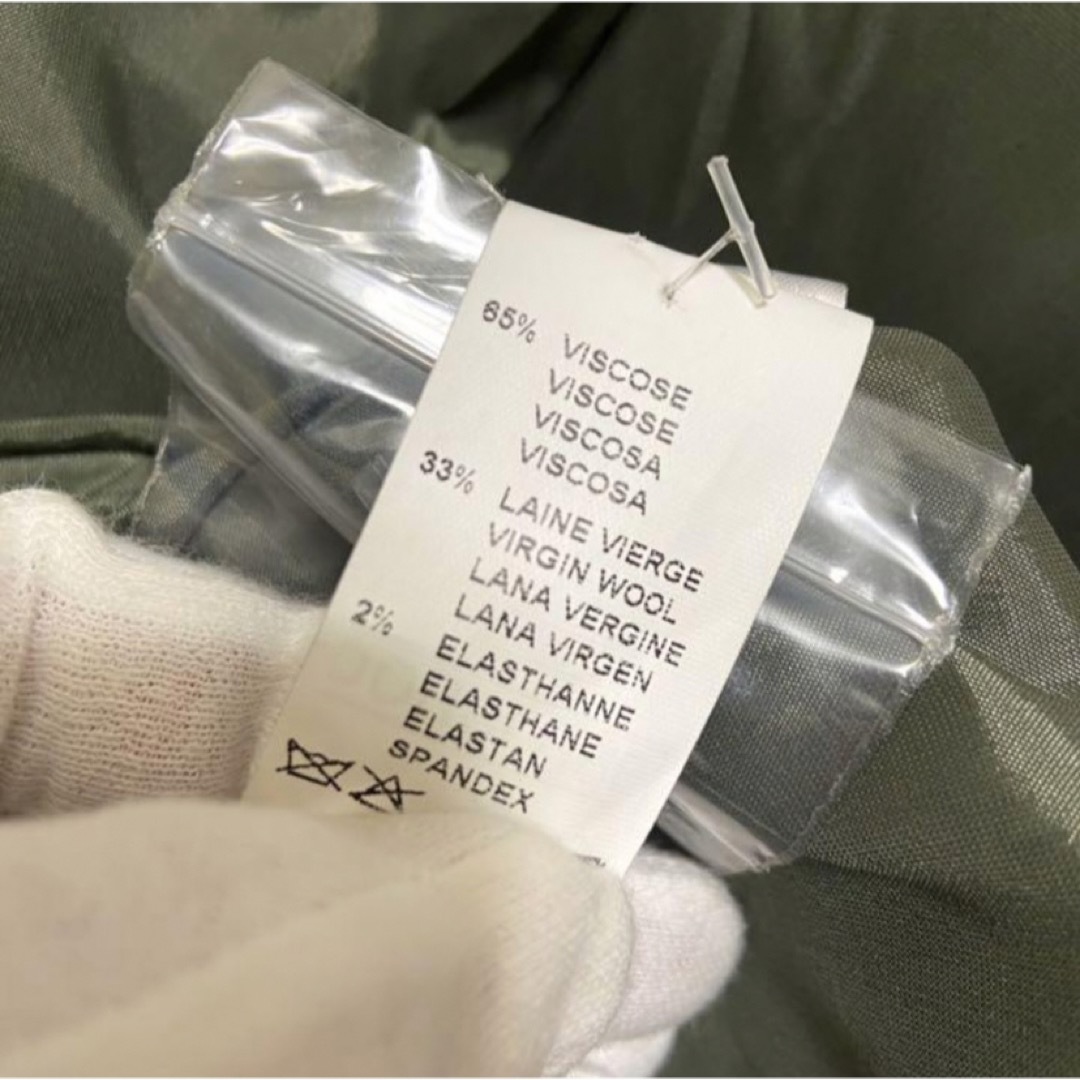 65% VISCOSE
VISCOSE
VISCOSA
VISCOSA
33% LAINE VIERGE
VIRGIN WOOL
LANA VERGINE
LANA VIRGEN
2% ELASTHANNE
ELASTHANE
ELASTAN
SPANDEX